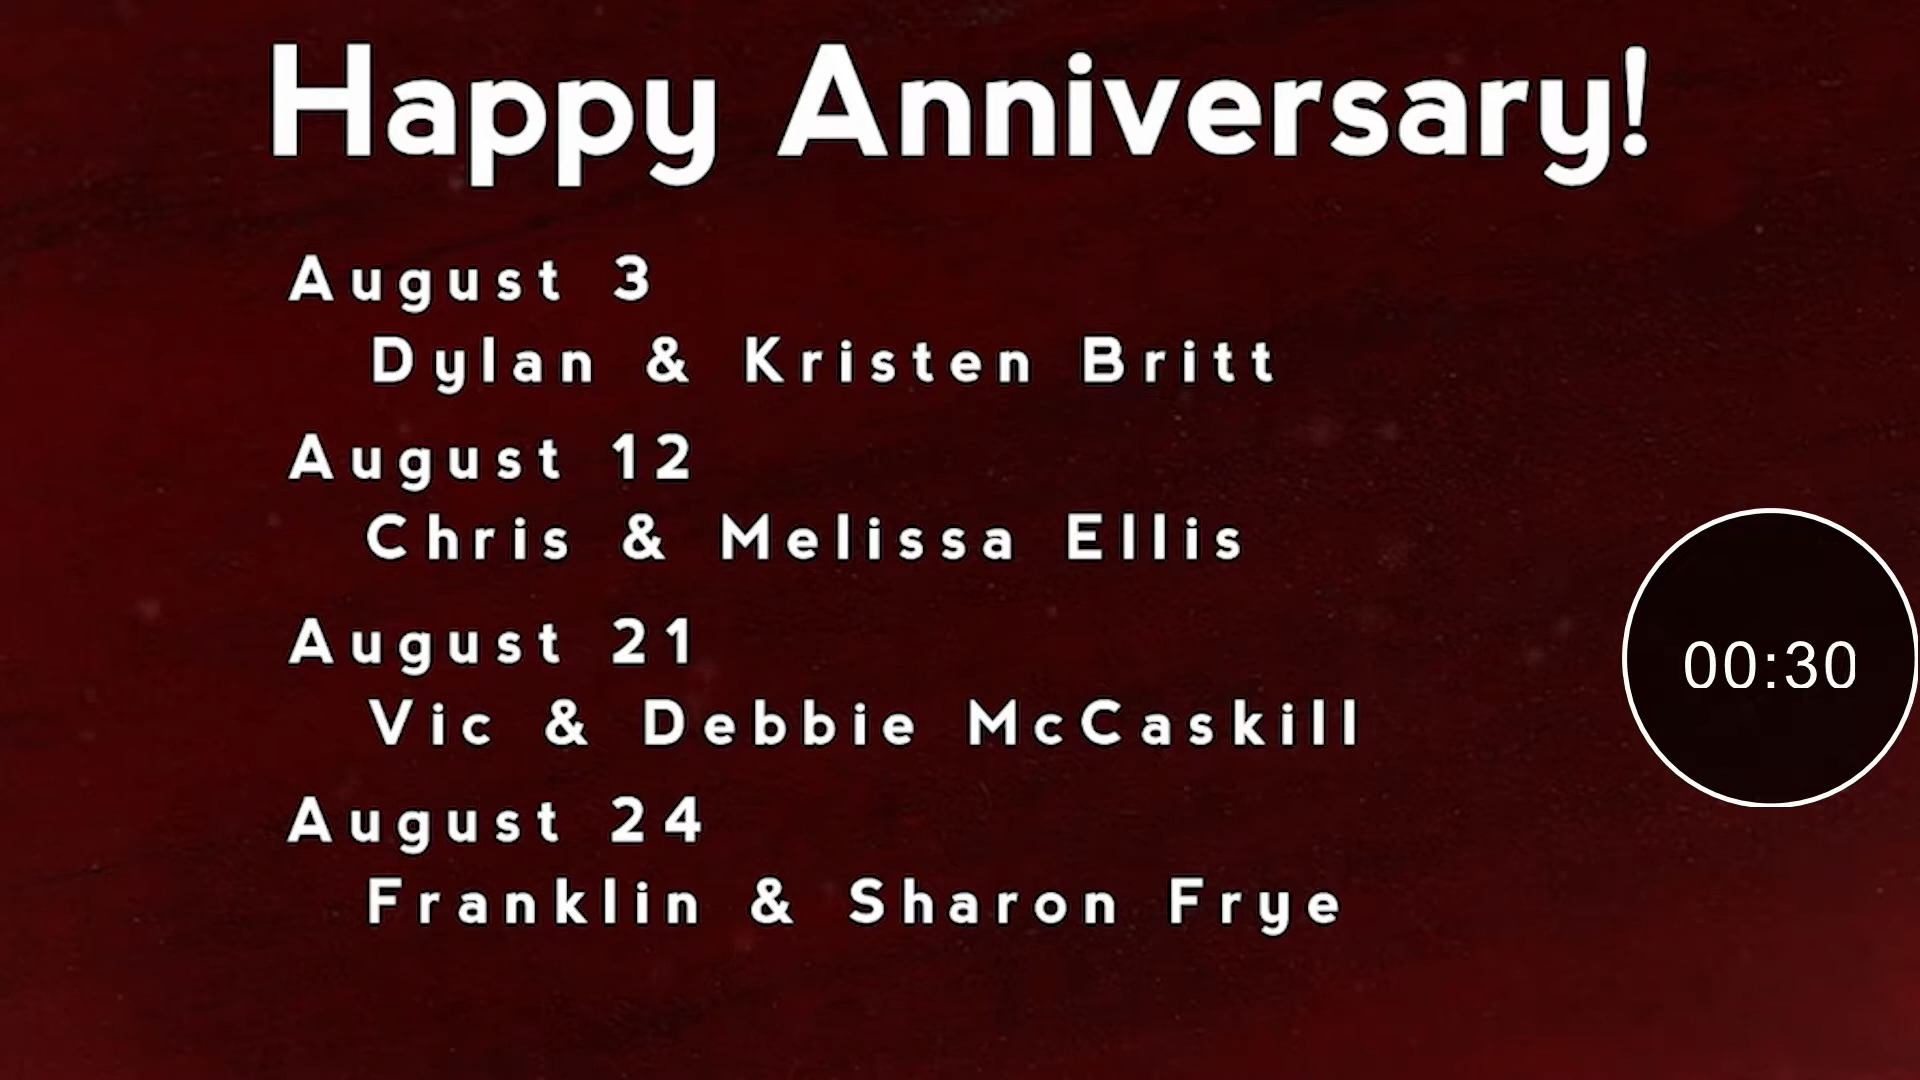 Happy Anniversary!
August 3
Dylan & Kristen Britt
August 12
Chris & Melissa Ellis
August 21
Vic & Debbie McCaskill
August 24
Franklin & Sharon Frye
00:30